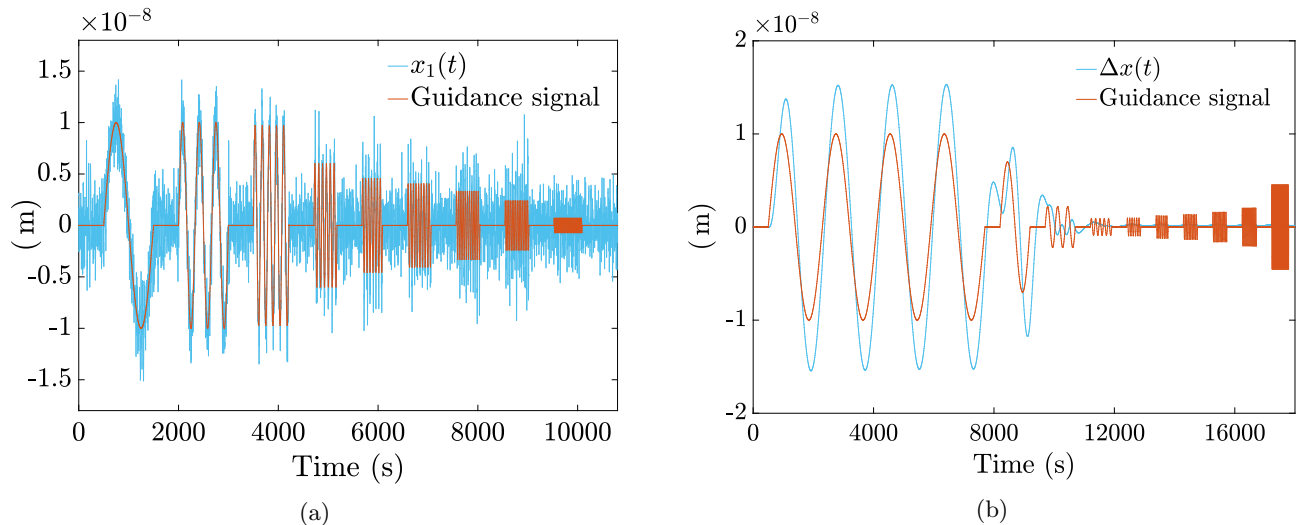 ×10⁻⁸
1.5
1
0.5
0
-0.5
-1
-1.5
( m)
x₁(t)
Guidance signal
0 2000 4000 6000 8000 10000
Time (s)
(a)
×10⁻⁸
2
1
0
-1
-2
( m)
Δx(t)
Guidance signal
0 4000 8000 12000 16000
Time (s)
(b)